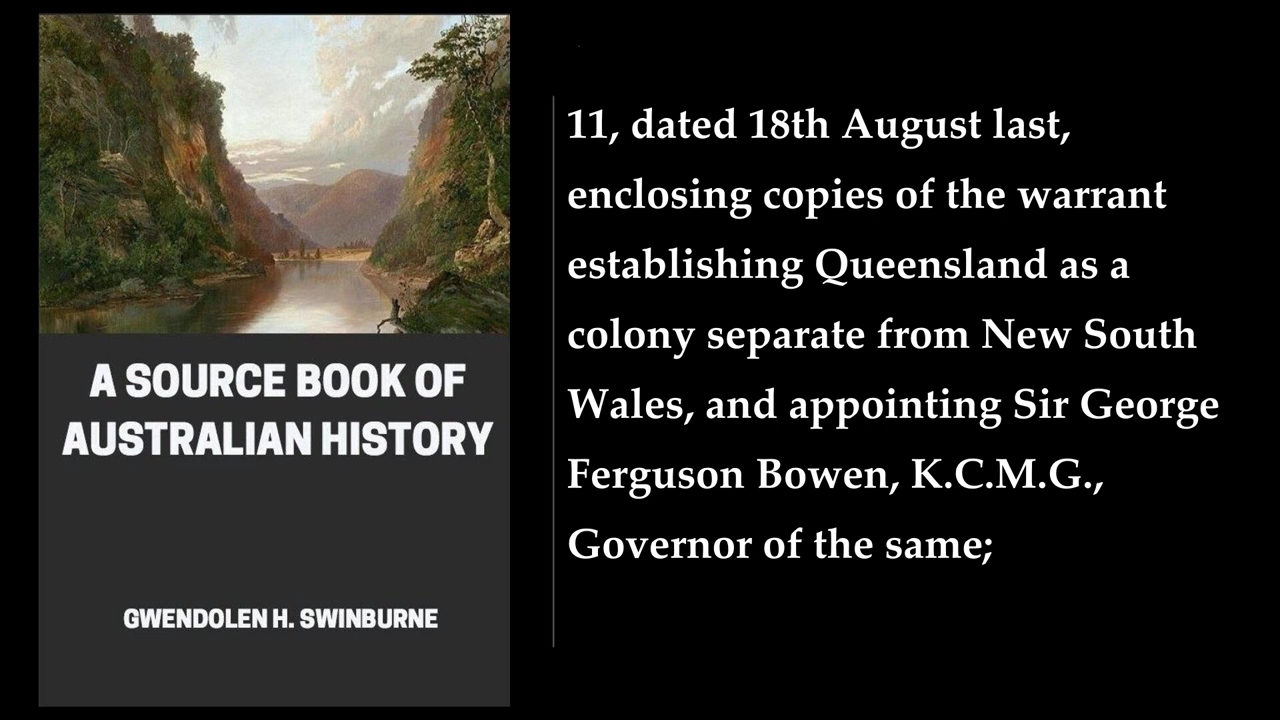 A SOURCE BOOK OF
AUSTRALIAN HISTORY
GWENDOLEN H. SWINBURNE
11, dated 18th August last,
enclosing copies of the warrant
establishing Queensland as a
colony separate from New South
Wales, and appointing Sir George
Ferguson Bowen, K.C.M.G.,
Governor of the same;